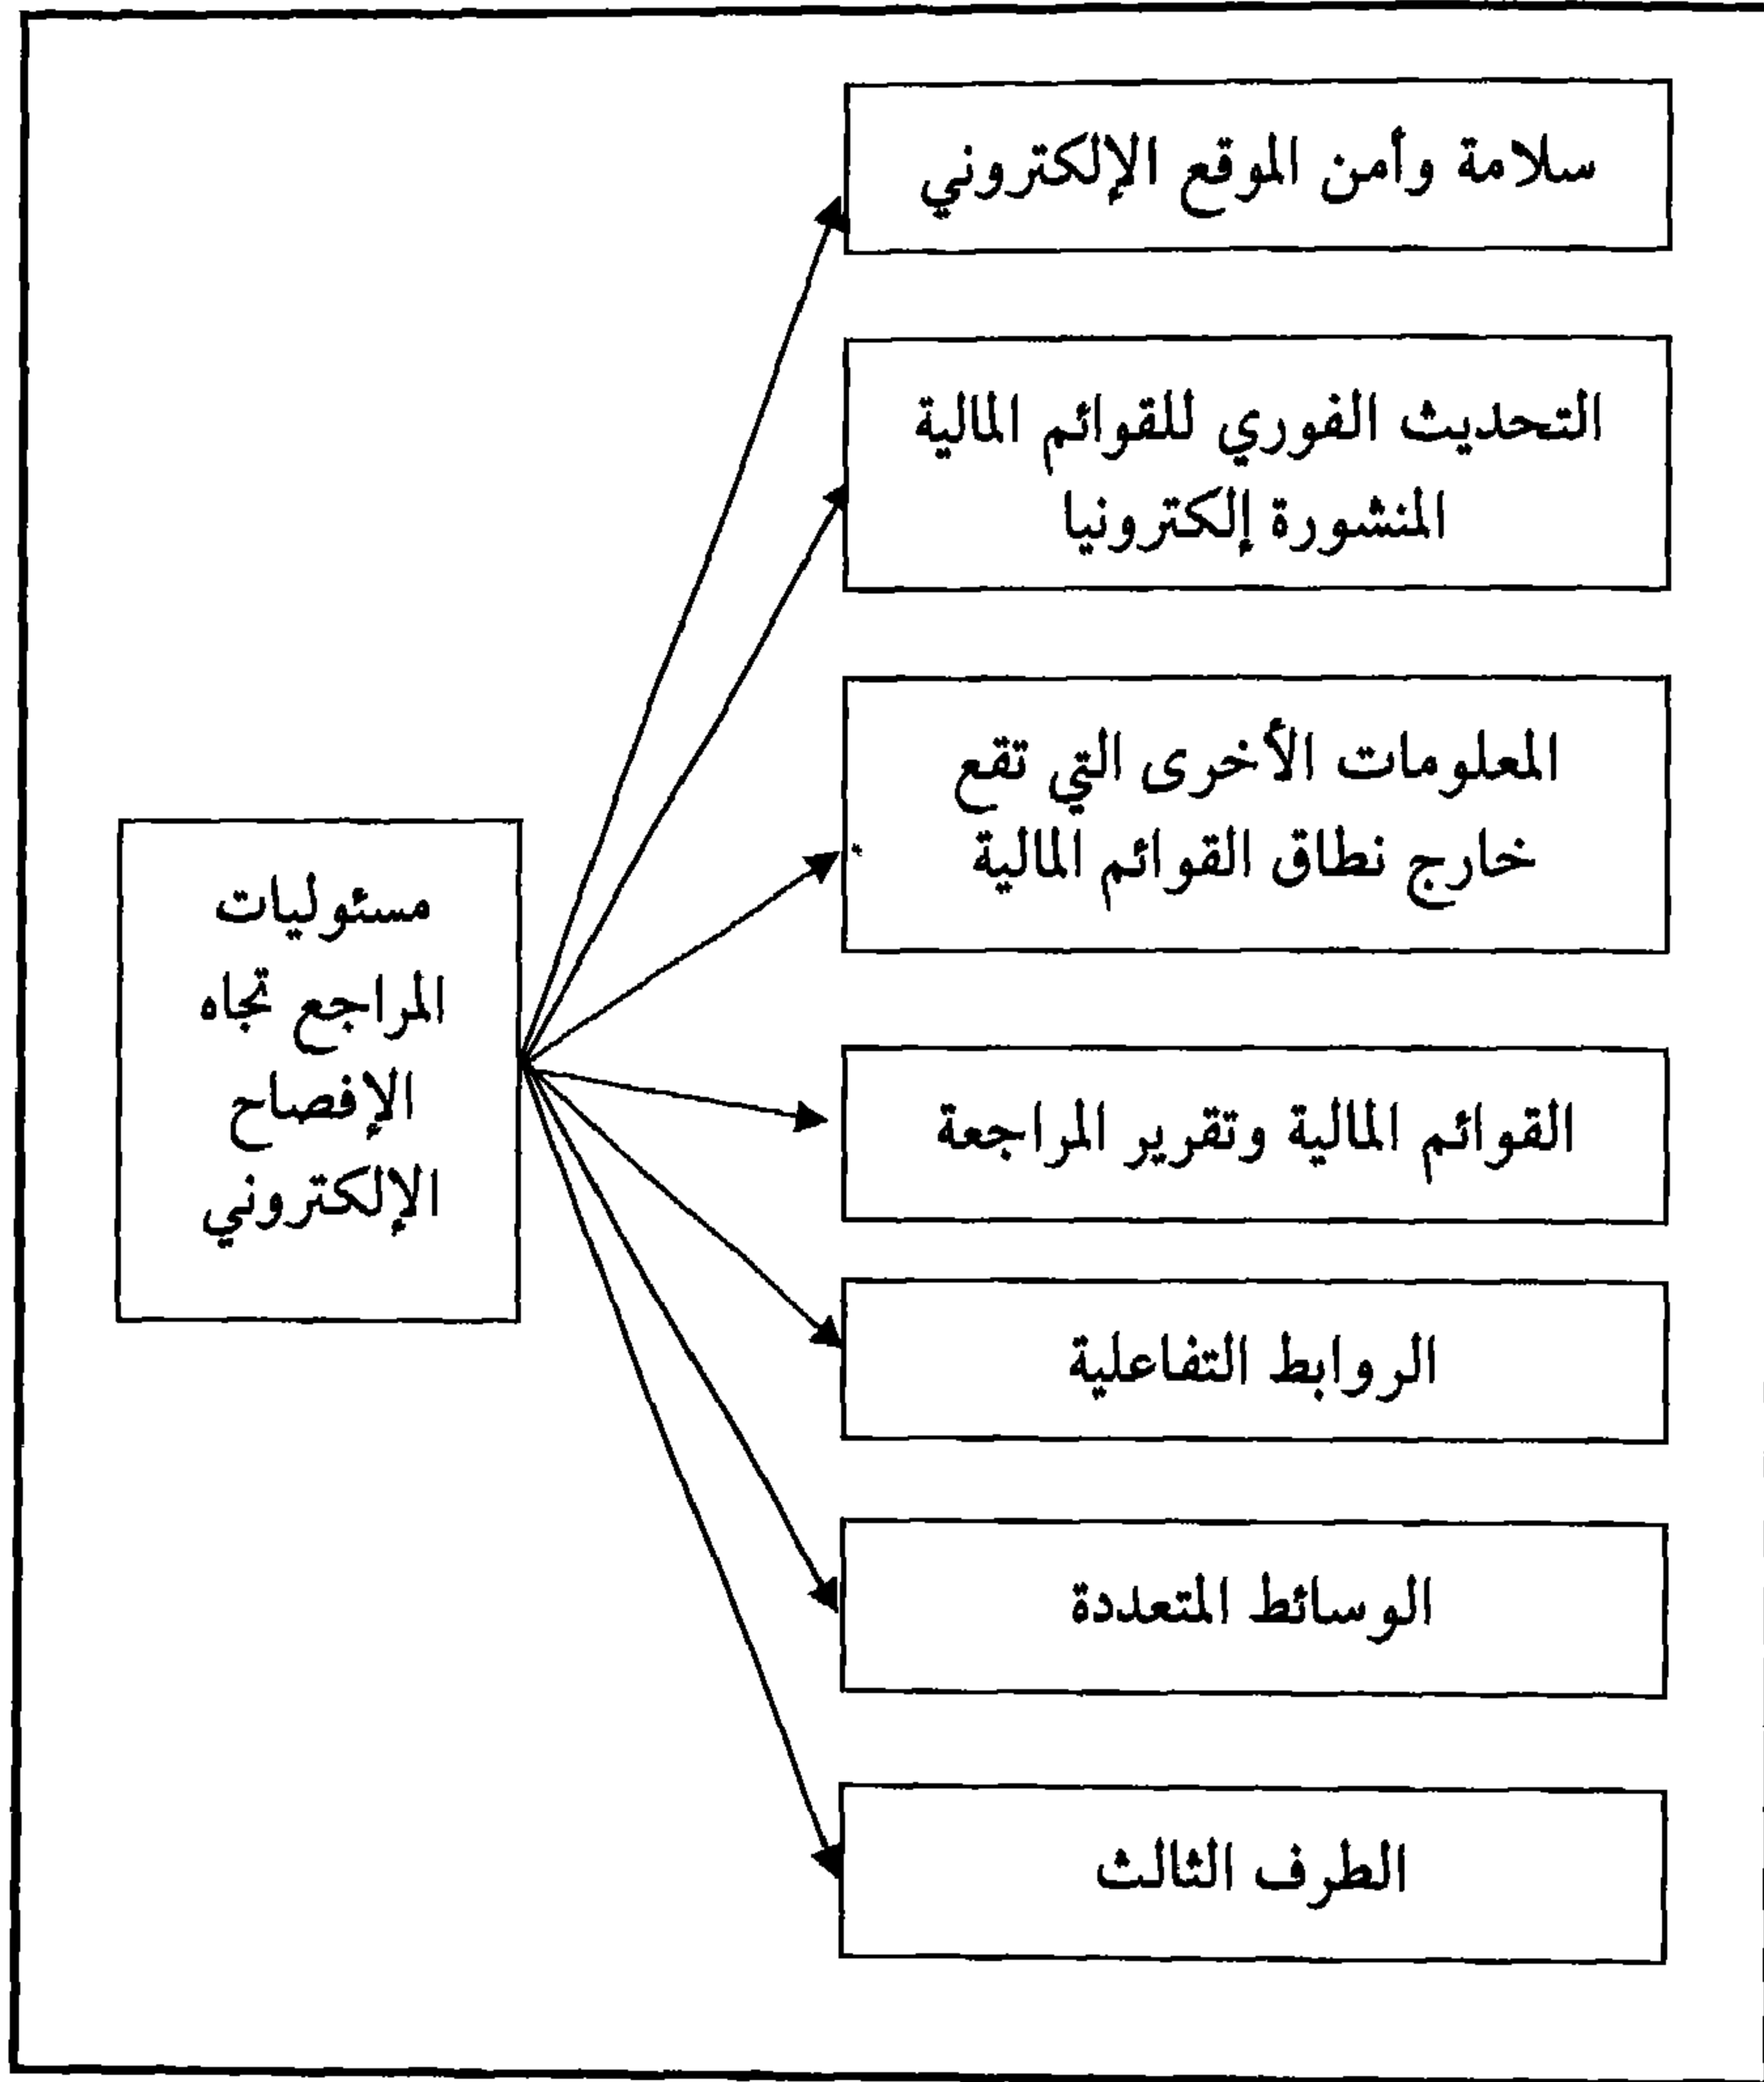 سلامة وأمن الموقع الإلكتروني
التحديث الفوري للقوائم المالية
المنشورة إلكترونيا
المعلومات الأخرى التي تقع
خارج نطاق القوائم المالية
مسئوليات
المراجع تجاه
الإفصاح
الإلكتروني
القوائم المالية وتقرير المراجعة
الروابط التفاعلية
الوسائط المتعددة
الطرف الثالث